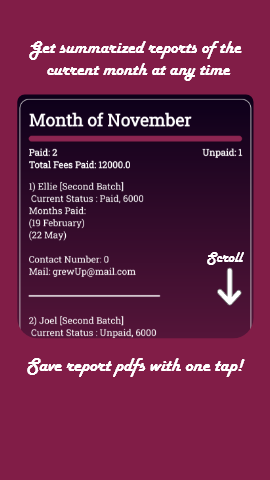 Get summarized reports of the
current month at any time
Month of November
Paid: 2 Unpaid: 1
Total Fees Paid: 12000.0
1) Ellie [Second Batch]
Current Status : Paid, 6000
Months Paid:
(19 February)
(22 May)
Contact Number: 0
Mail: grewUp@mail.com
Scroll
2) Joel [Second Batch]
Current Status : Unpaid, 6000
Save report pdfs with one tap!